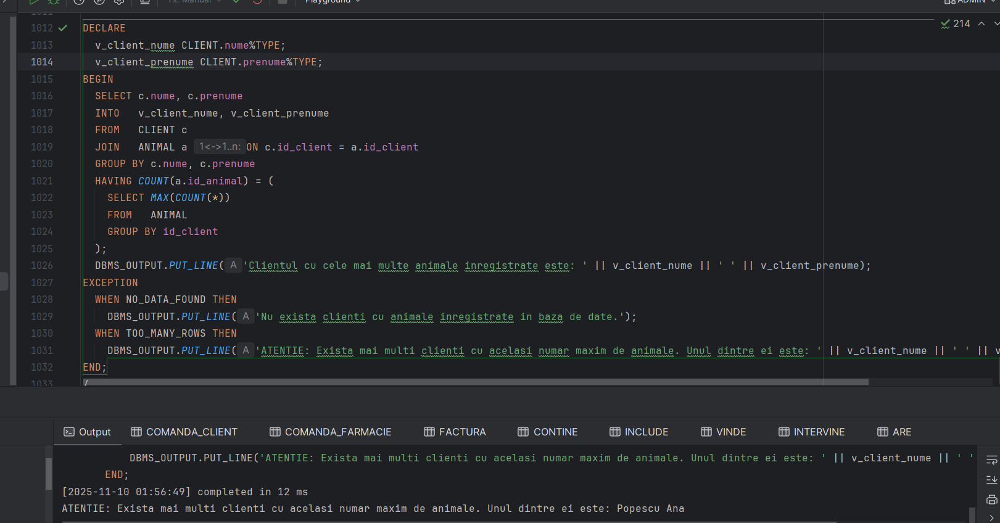 Tx: Manual
Playground
ADMIN
1011
1012 DECLARE
214
1013 v_client_nume CLIENT.nume%TYPE;
1014 v_client_prenume CLIENT.prenume%TYPE;
1015 BEGIN
1016 SELECT c.nume, c.prenume
1017 INTO v_client_nume, v_client_prenume
1018 FROM CLIENT c
1019 JOIN ANIMAL a 1<->1..n: ON c.id_client = a.id_client
1020 GROUP BY c.nume, c.prenume
1021 HAVING COUNT(a.id_animal) = (
1022 SELECT MAX(COUNT(*))
1023 FROM ANIMAL
1024 GROUP BY id_client
1025 );
1026 DBMS_OUTPUT.PUT_LINE( A 'Clientul cu cele mai multe animale inregistrate este: ' || v_client_nume || ' ' || v_client_prenume);
1027 EXCEPTION
1028 WHEN NO_DATA_FOUND THEN
1029 DBMS_OUTPUT.PUT_LINE( A 'Nu exista clienti cu animale inregistrate in baza de date.');
1030 WHEN TOO_MANY_ROWS THEN
1031 DBMS_OUTPUT.PUT_LINE( A 'ATENTIE: Exista mai multi clienti cu acelasi numar maxim de animale. Unul dintre ei este: ' || v_client_nume || ' ' || v
1032 END;
1033 /
Output COMANDA_CLIENT COMANDA_FARMACIE FACTURA CONTINE INCLUDE VINDE INTERVINE ARE
DBMS_OUTPUT.PUT_LINE('ATENTIE: Exista mai multi clienti cu acelasi numar maxim de animale. Unul dintre ei este: ' || v_client_nume || ' '
END;
[2025-11-10 01:56:49] completed in 12 ms
ATENTIE: Exista mai multi clienti cu acelasi numar maxim de animale. Unul dintre ei este: Popescu Ana